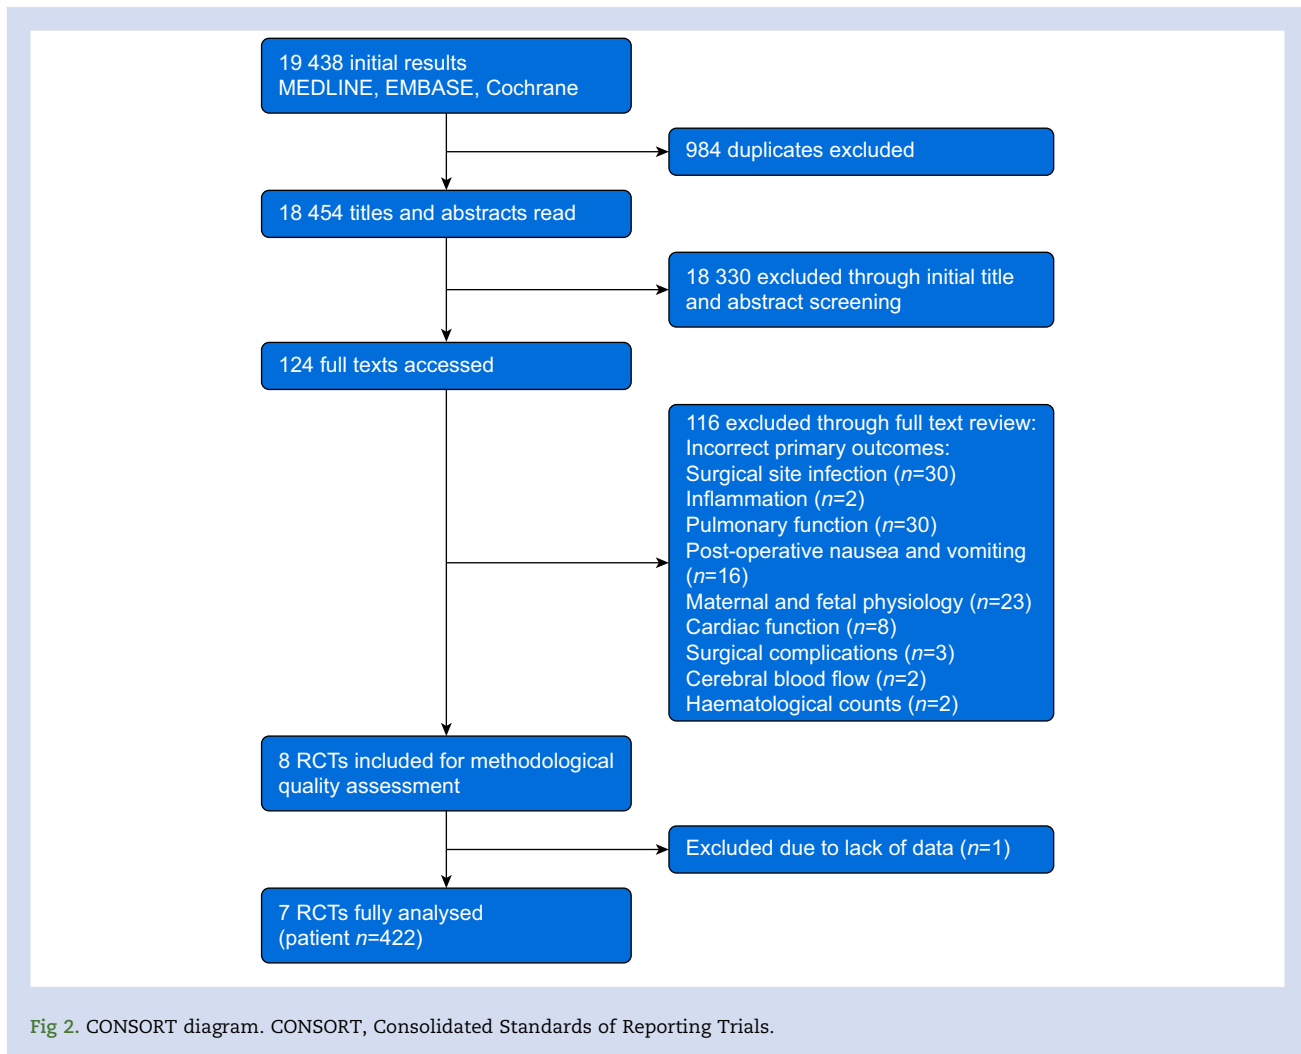 19 438 initial results
MEDLINE, EMBASE, Cochrane
984 duplicates excluded
18 454 titles and abstracts read
18 330 excluded through initial title
and abstract screening
124 full texts accessed
116 excluded through full text review:
Incorrect primary outcomes:
Surgical site infection (n=30)
Inflammation (n=2)
Pulmonary function (n=30)
Post-operative nausea and vomiting
(n=16)
Maternal and fetal physiology (n=23)
Cardiac function (n=8)
Surgical complications (n=3)
Cerebral blood flow (n=2)
Haematological counts (n=2)
8 RCTs included for methodological
quality assessment
Excluded due to lack of data (n=1)
7 RCTs fully analysed
(patient n=422)
Fig 2. CONSORT diagram. CONSORT, Consolidated Standards of Reporting Trials.